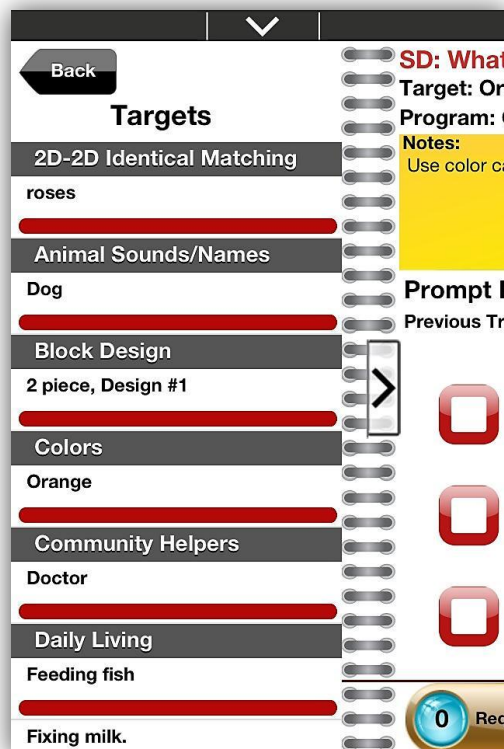 Back
Targets
2D-2D Identical Matching
roses
Animal Sounds/Names
Dog
Block Design
2 piece, Design #1
Colors
Orange
Community Helpers
Doctor
Daily Living
Feeding fish
Fixing milk.
SD: What
Target: Or
Program:
Notes:
Use color ca
Prompt
Previous Tr
0 Rec